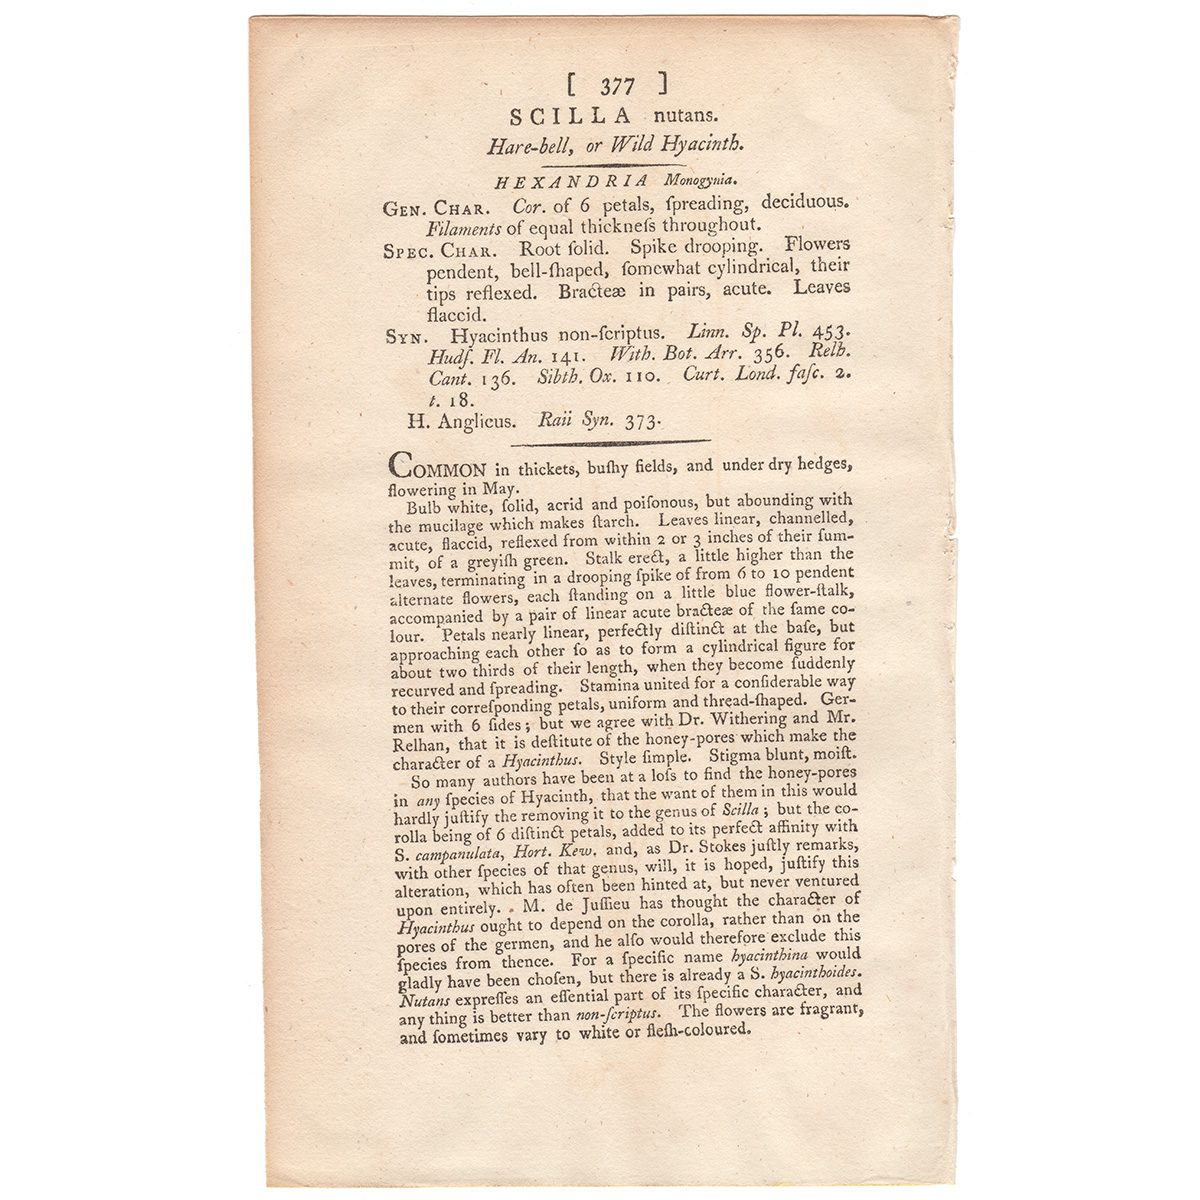 [ 377 ]
SCILLA nutans.
Hare-bell, or Wild Hyacinth.
HEXANDRIA Monogynia.
GEN. CHAR. Cor. of 6 petals, ſpreading, deciduous.
Filaments of equal thickneſs throughout.
SPEC. CHAR. Root ſolid. Spike drooping. Flowers
pendent, bell-ſhaped, ſomewhat cylindrical, their
tips reflexed. Bracteæ in pairs, acute. Leaves
flaccid.
SYN. Hyacinthus non-ſcriptus. Linn. Sp. Pl. 453.
Hudſ. Fl. An. 141. With. Bot. Arr. 356. Relh.
Cant. 136. Sibth. Ox. 110. Curt. Lond. faſc. 2.
t. 18.
H. Anglicus. Raii Syn. 373.
COMMON in thickets, buſhy fields, and under dry hedges,
flowering in May.
Bulb white, ſolid, acrid and poiſonous, but abounding with
the mucilage which makes ſtarch. Leaves linear, channelled,
acute, flaccid, reflexed from within 2 or 3 inches of their ſum-
mit, of a greyiſh green. Stalk erect, a little higher than the
leaves, terminating in a drooping ſpike of from 6 to 10 pendent
alternate flowers, each ſtanding on a little blue flower-ſtalk,
accompanied by a pair of linear acute bracteæ of the ſame co-
lour. Petals nearly linear, perfectly diſtinct at the baſe, but
approaching each other ſo as to form a cylindrical figure for
about two thirds of their length, when they become ſuddenly
recurved and ſpreading. Stamina united for a conſiderable way
to their correſponding petals, uniform and thread-ſhaped. Ger-
men with 6 ſides; but we agree with Dr. Withering and Mr.
Relhan, that it is deſtitute of the honey-pores which make the
character of a Hyacinthus. Style ſimple. Stigma blunt, moiſt.
So many authors have been at a loſs to find the honey-pores
in any ſpecies of Hyacinth, that the want of them in this would
hardly juſtify the removing it to the genus of Scilla; but the co-
rolla being of 6 diſtinct petals, added to its perfect affinity with
S. campanulata, Hort. Kew. and, as Dr. Stokes juſtly remarks,
with other ſpecies of that genus, will, it is hoped, juſtify this
alteration, which has often been hinted at, but never ventured
upon entirely. M. de Juſſieu has thought the character of
Hyacinthus ought to depend on the corolla, rather than on the
pores of the germen, and he alſo would therefore exclude this
ſpecies from thence. For a ſpecific name hyacinthina would
gladly have been choſen, but there is already a S. hyacinthoides.
Nutans expreſſes an eſſential part of its ſpecific character, and
any thing is better than non-ſcriptus. The flowers are fragrant,
and ſometimes vary to white or fleſh-coloured.